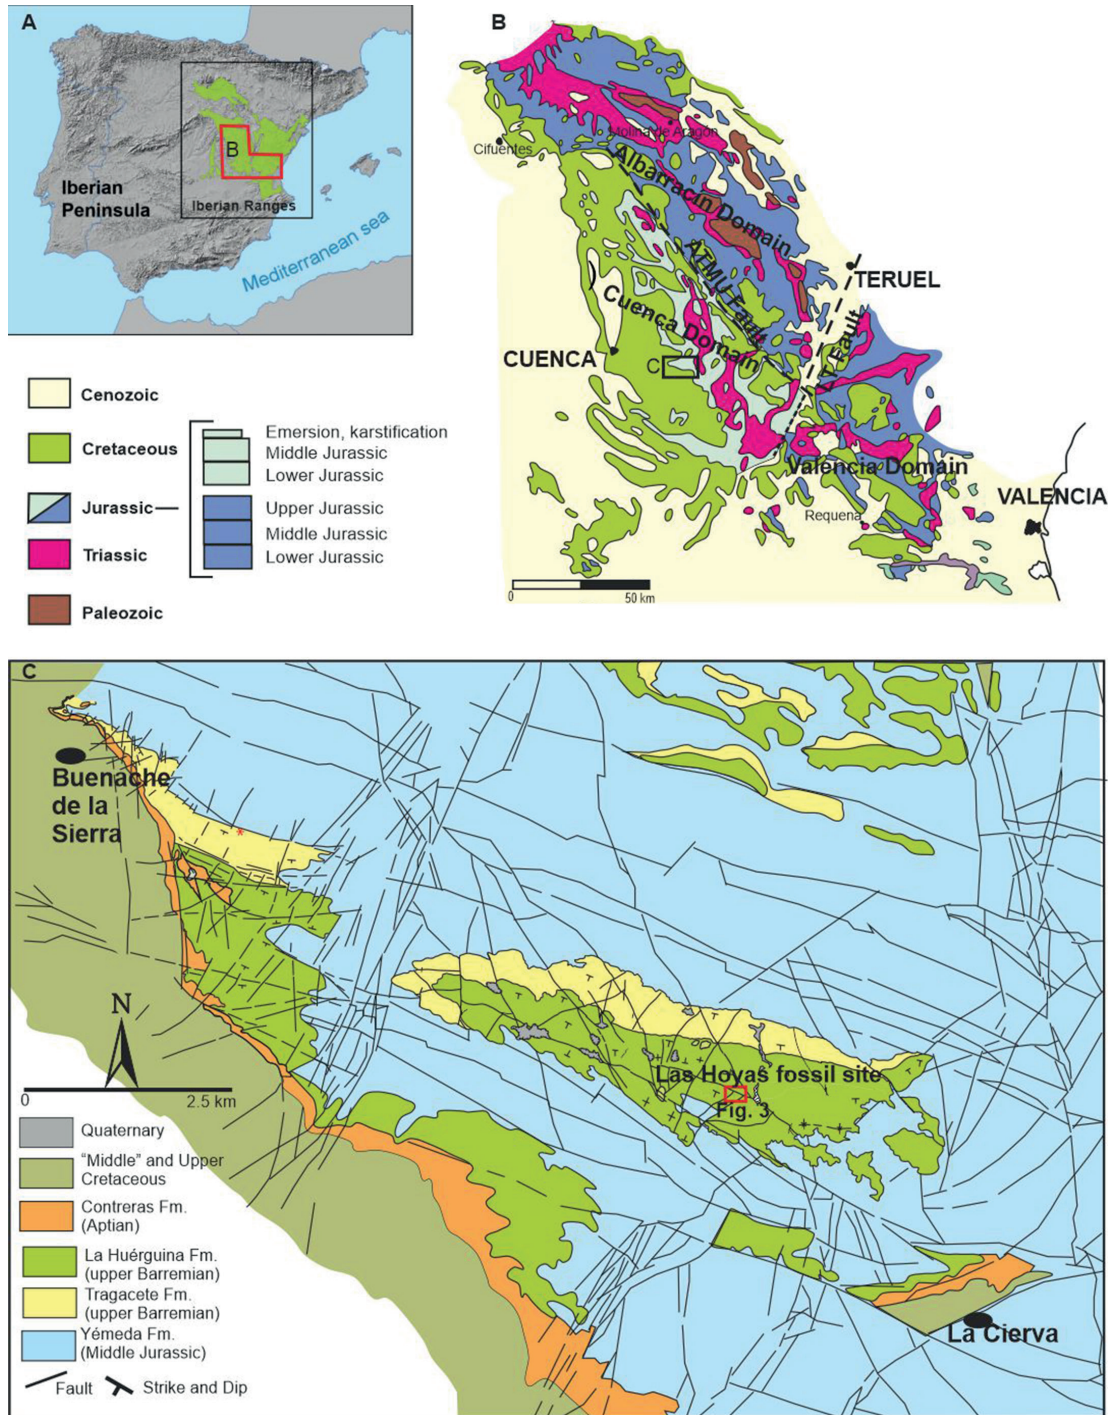 A
B
Iberian
Peninsula
Iberian Ranges
Mediterranean sea
B
Molina de Aragón
Cifuentes
Albarracín Domain
ATMU Fault
TERUEL
Cuenca Domain
CUENCA
C
LT Fault
Valencia Domain
VALENCIA
Requena
0
50 km
Cenozoic
Cretaceous
Jurassic
Triassic
Paleozoic
Emersion, karstification
Middle Jurassic
Lower Jurassic
Upper Jurassic
Middle Jurassic
Lower Jurassic
C
Buenache
de la
Sierra
*
N
0
2.5 km
Las Hoyas fossil site
Fig. 3
La Cierva
Quaternary
“Middle” and Upper
Cretaceous
Contreras Fm.
(Aptian)
La Huérguina Fm.
(upper Barremian)
Tragacete Fm.
(upper Barremian)
Yémeda Fm.
(Middle Jurassic)
Fault
Strike and Dip